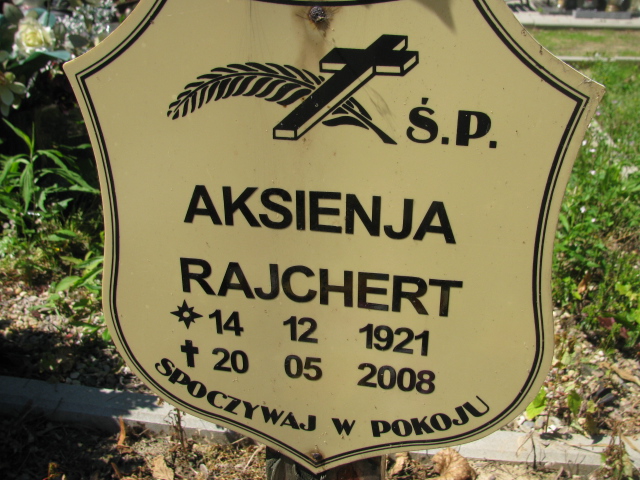 Ś.P.
AKSIENJA
RAJCHERT
14 12 1921
20 05 2008
SPOCZYWAJ W POKOJU